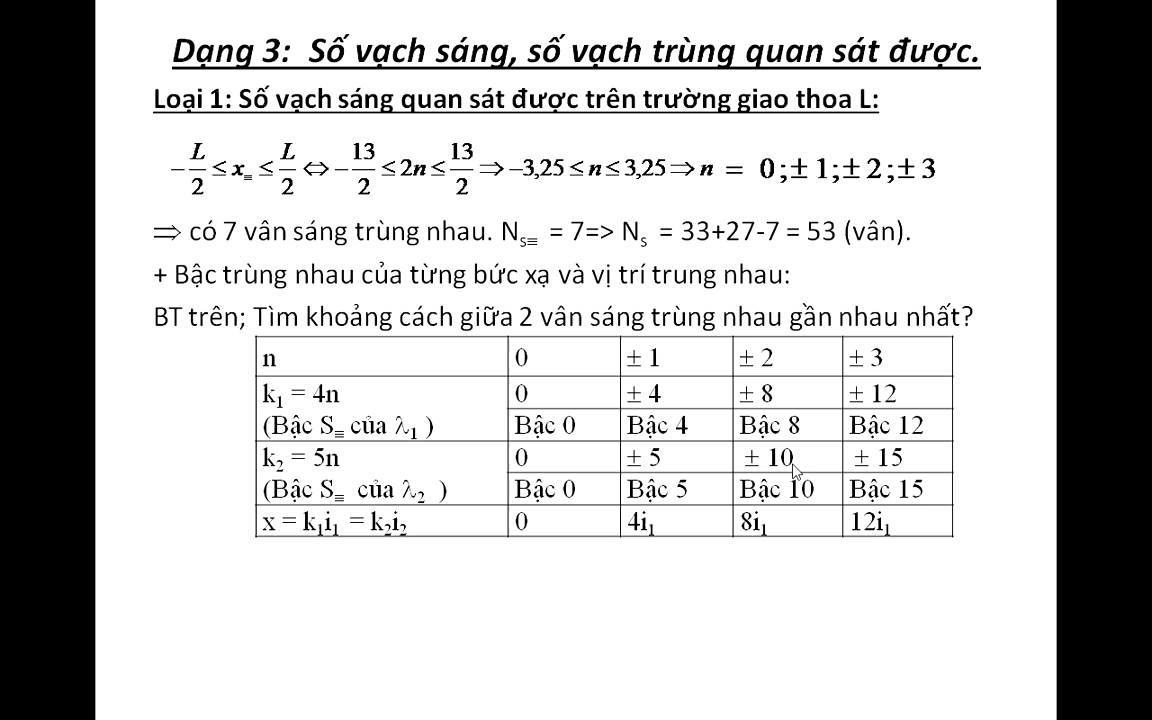 Dạng 3: Số vạch sáng, số vạch trùng quan sát được.
Loại 1: Số vạch sáng quan sát được trên trường giao thoa L:
−L/2 ≤ x≡ ≤ L/2 ⇔ −13/2 ≤ 2n ≤ 13/2 ⇒ −3,25 ≤ n ≤ 3,25 ⇒ n = 0;± 1;± 2;± 3
⇒ có 7 vân sáng trùng nhau. Ns≡ = 7=> Ns = 33+27-7 = 53 (vân).
+ Bậc trùng nhau của từng bức xạ và vị trí trung nhau:
BT trên; Tìm khoảng cách giữa 2 vân sáng trùng nhau gần nhau nhất?
n 0 ± 1 ± 2 ± 3
k1 = 4n 0 ± 4 ± 8 ± 12
(Bậc S≡ của λ1 ) Bậc 0 Bậc 4 Bậc 8 Bậc 12
k2 = 5n 0 ± 5 ± 10 ± 15
(Bậc S≡ của λ2 ) Bậc 0 Bậc 5 Bậc 10 Bậc 15
x = k1i1 = k2i2 0 4i1 8i1 12i1